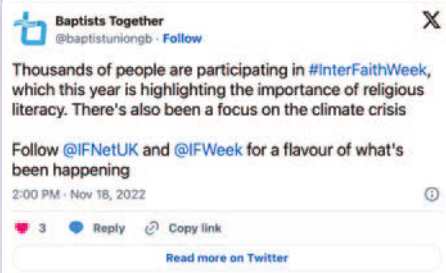 Baptists Together
@baptistuniongb · Follow
Thousands of people are participating in #InterFaithWeek,
which this year is highlighting the importance of religious
literacy. There's also been a focus on the climate crisis
Follow @IFNetUK and @IFWeek for a flavour of what's
been happening
2:00 PM · Nov 18, 2022
3 Reply Copy link
Read more on Twitter